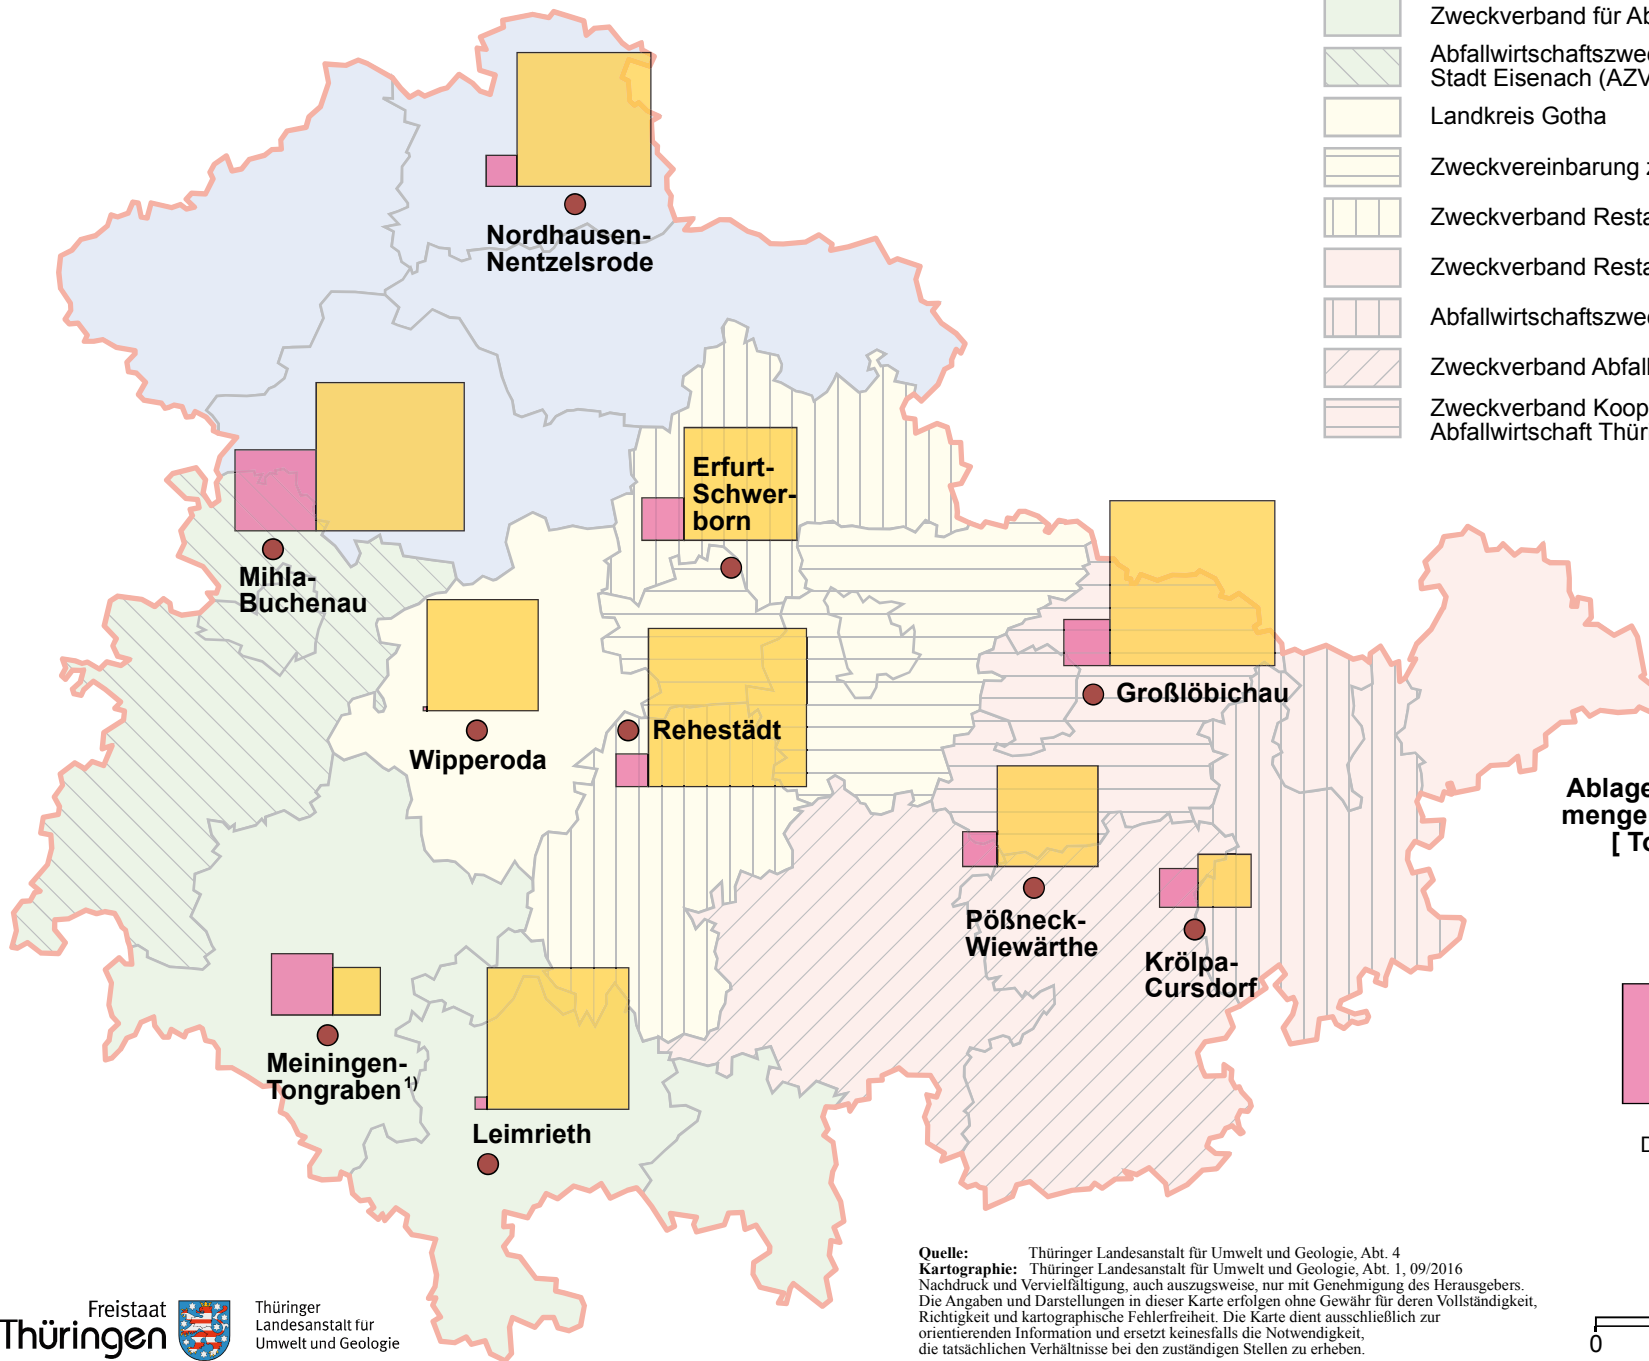 Zweckverband für
Abfallwirtschaftszwe
Stadt Eisenach (AZV
Landkreis Gotha
Zweckvereinbarung
Zweckverband Resta
Zweckverband Resta
Abfallwirtschaftszwe
Zweckverband Abfall
Zweckverband Koop
Abfallwirtschaft Thür
Nordhausen-
Nentzelsrode
Erfurt-
Schwer-
born
Mihla-
Buchenau
Großlöbichau
Rehestädt
Wipperoda
Ablage
menge
[ To
Pößneck-
Wiewärthe
Krölpa-
Cursdorf
Meiningen-
Tongraben¹⁾
Leimrieth
D
Quelle: Thüringer Landesanstalt für Umwelt und Geologie, Abt. 4
Kartographie: Thüringer Landesanstalt für Umwelt und Geologie, Abt. 1, 09/2016
Nachdruck und Vervielfältigung, auch auszugsweise, nur mit Genehmigung des Herausgebers.
Die Angaben und Darstellungen in dieser Karte erfolgen ohne Gewähr für deren Vollständigkeit,
Richtigkeit und kartographische Fehlerfreiheit. Die Karte dient ausschließlich zur
orientierenden Information und ersetzt keinesfalls die Notwendigkeit,
die tatsächlichen Verhältnisse bei den zuständigen Stellen zu erheben.
Freistaat
Thüringen
Thüringer
Landesanstalt für
Umwelt und Geologie
0